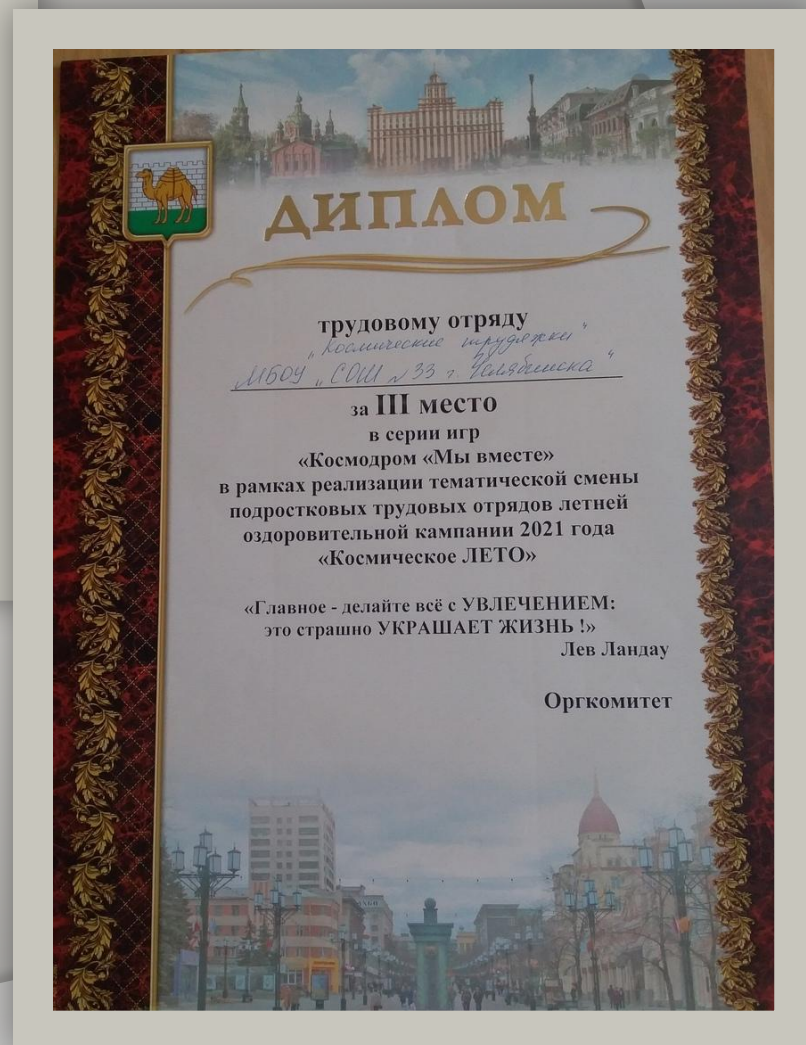 ДИПЛОМ
трудовому отряду
"Космические трудяжки"
МБОУ "СОШ №33 г. Челябинска"
за III место
в серии игр
«Космодром «Мы вместе»
в рамках реализации тематической смены
подростковых трудовых отрядов летней
оздоровительной кампании 2021 года
«Космическое ЛЕТО»
«Главное - делайте всё с УВЛЕЧЕНИЕМ:
это страшно УКРАШАЕТ ЖИЗНЬ !»
Лев Ландау
Оргкомитет